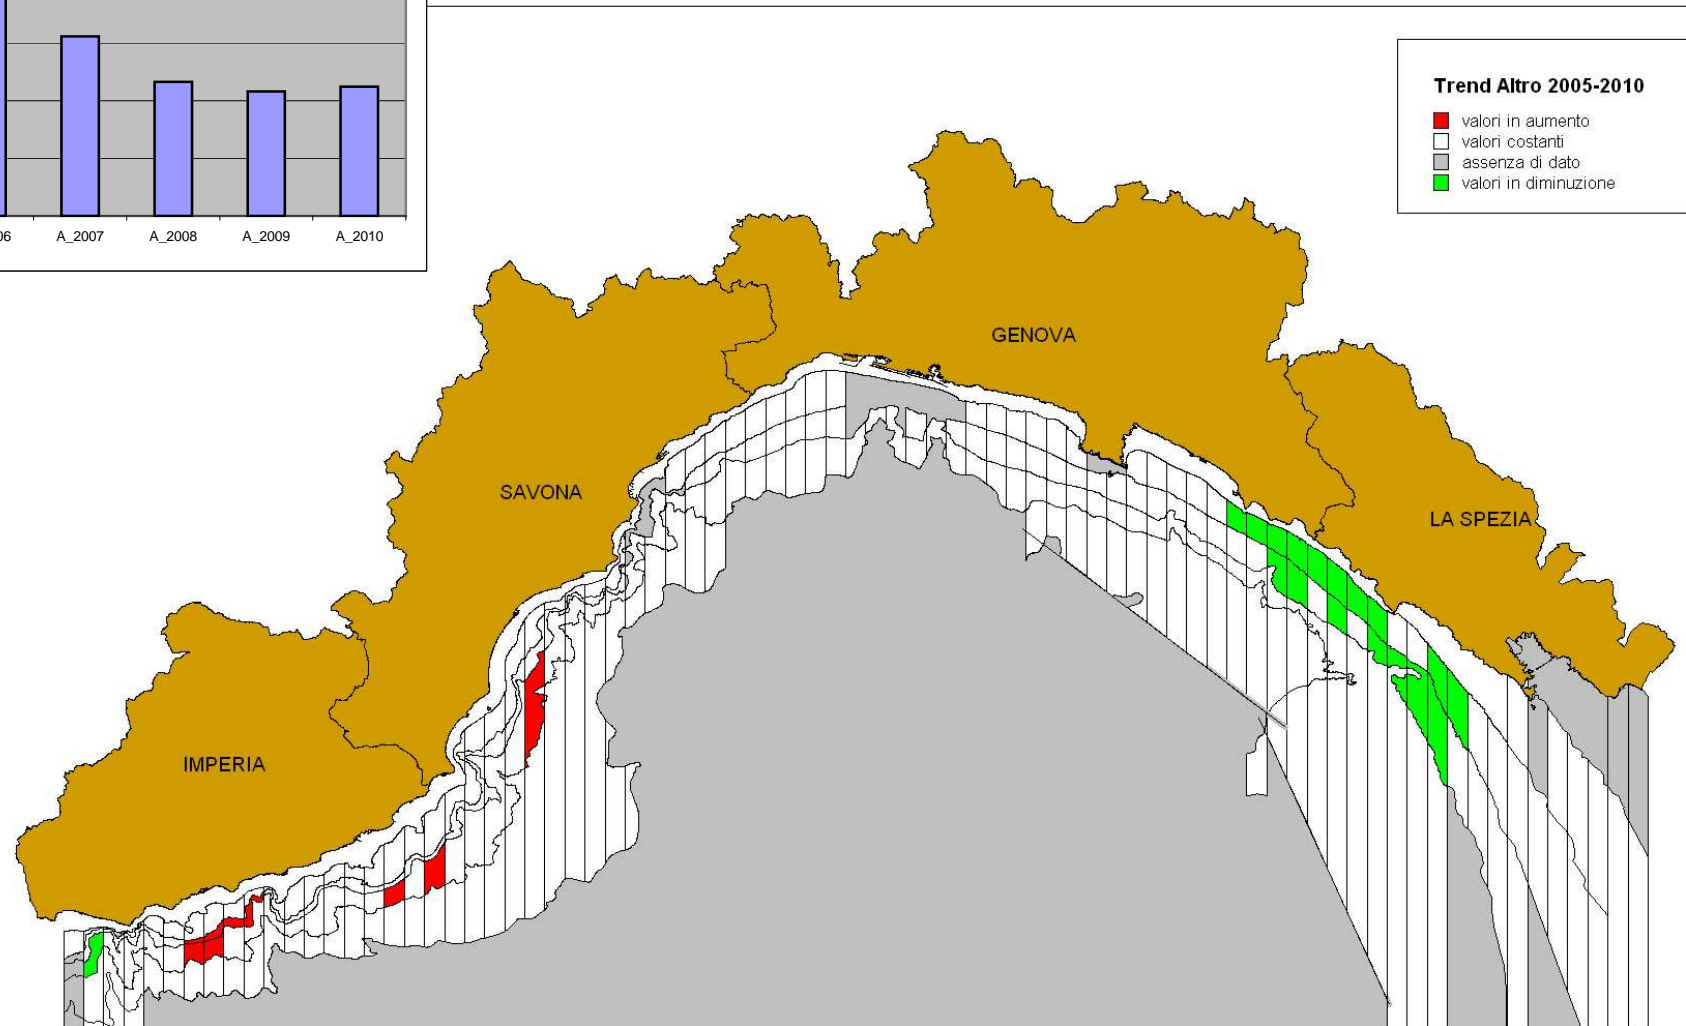 06 A_2007 A_2008 A_2009 A_2010
Trend Altro 2005-2010
valori in aumento
valori costanti
assenza di dato
valori in diminuzione
GENOVA
SAVONA
LA SPEZIA
IMPERIA